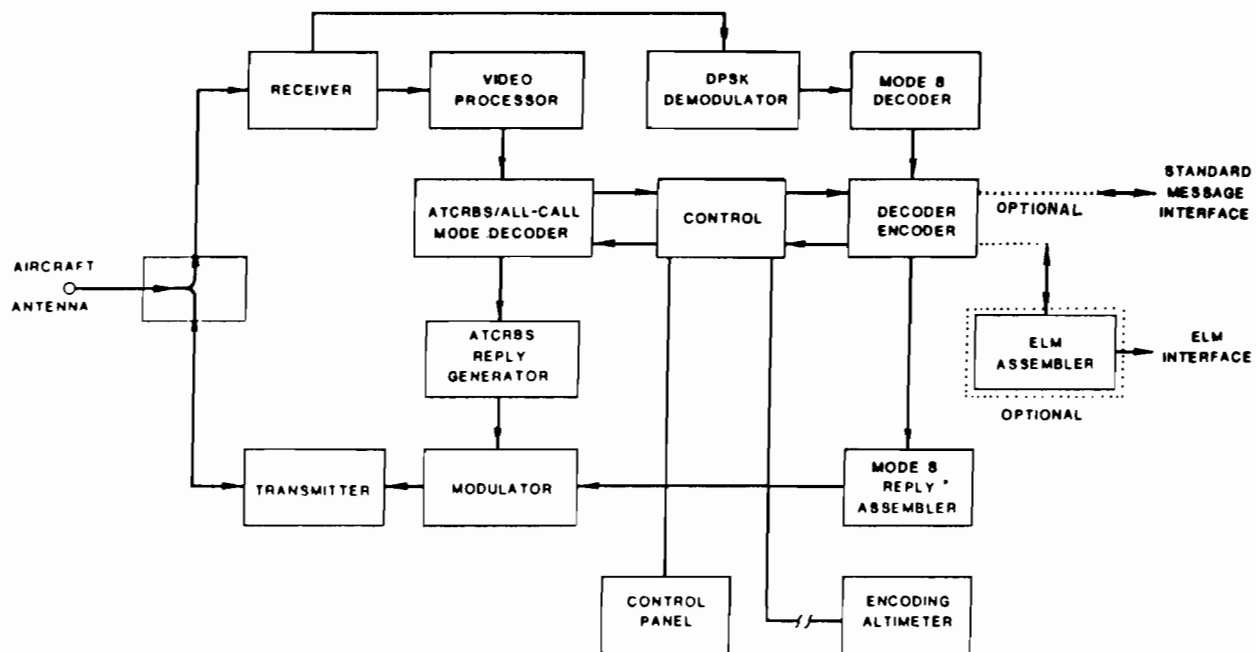 RECEIVER
VIDEO
PROCESSOR
DPSK
DEMODULATOR
MODE S
DECODER
ATCRBS/ALL-CALL
MODE DECODER
CONTROL
DECODER
ENCODER
OPTIONAL
STANDARD
MESSAGE
INTERFACE
AIRCRAFT
ANTENNA
ATCRBS
REPLY
GENERATOR
ELM
ASSEMBLER
ELM
INTERFACE
OPTIONAL
TRANSMITTER
MODULATOR
MODE S
REPLY
ASSEMBLER
CONTROL
PANEL
ENCODING
ALTIMETER